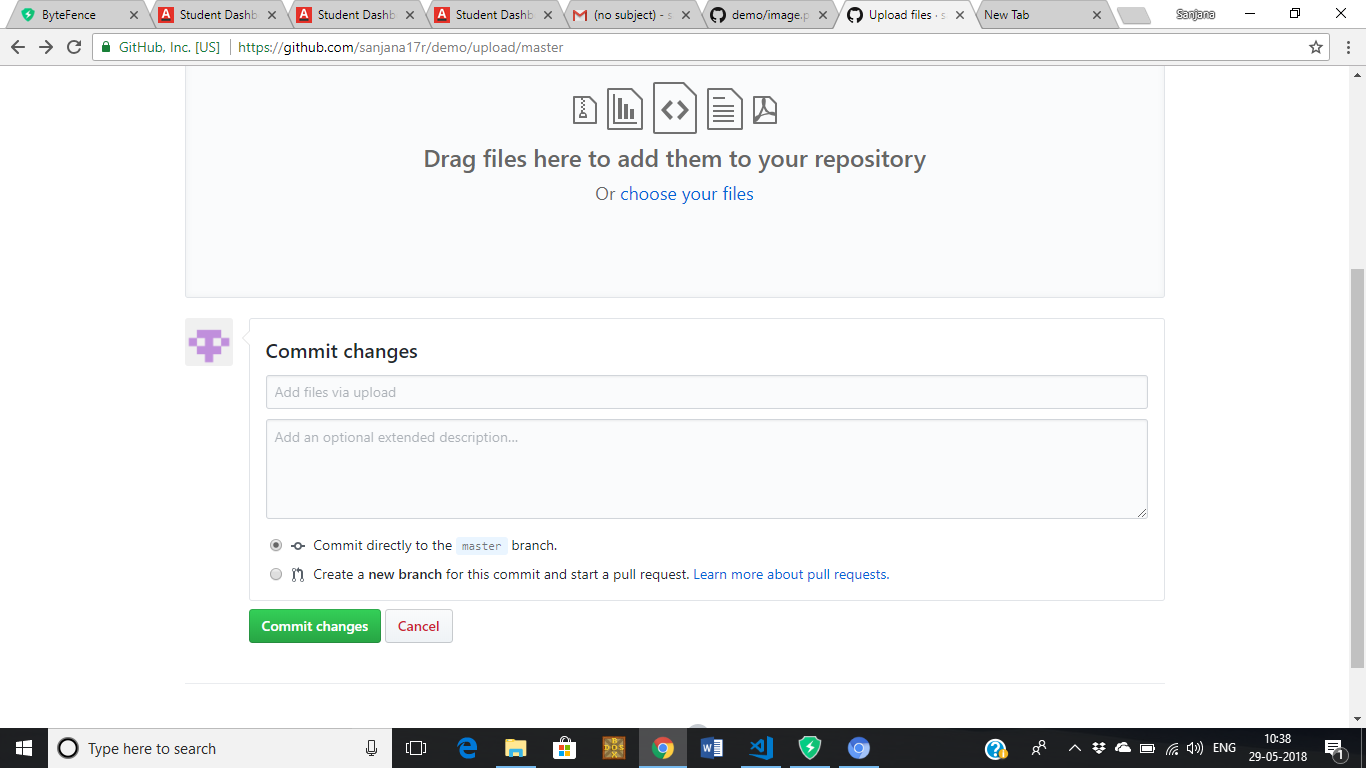 ByteFence
Student Dashb
Student Dashb
Student Dashb
(no subject) - s
demo/image.p
Upload files · s
New Tab
Sanjana
GitHub, Inc. [US]
https://github.com/sanjana17r/demo/upload/master
Drag files here to add them to your repository
Or choose your files
Commit changes
Add files via upload
Add an optional extended description...
Commit directly to the master branch.
Create a new branch for this commit and start a pull request. Learn more about pull requests.
Commit changes
Cancel
Type here to search
ENG
10:38
29-05-2018
1